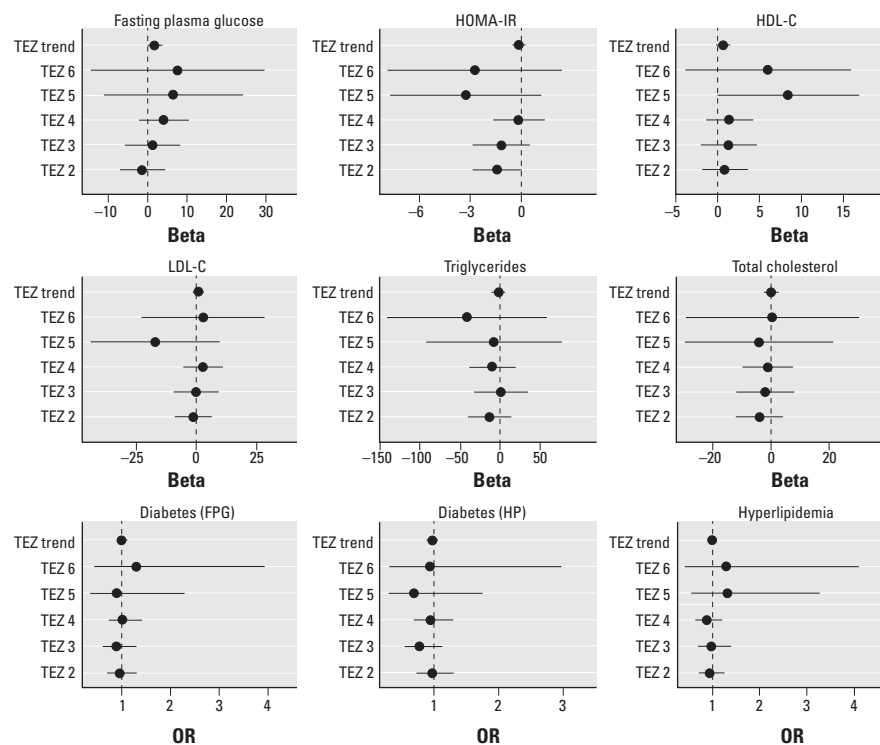 Fasting plasma glucose
TEZ trend
TEZ 6
TEZ 5
TEZ 4
TEZ 3
TEZ 2
–10 0 10 20 30
Beta
HOMA-IR
TEZ trend
TEZ 6
TEZ 5
TEZ 4
TEZ 3
TEZ 2
–6 –3 0
Beta
HDL-C
TEZ trend
TEZ 6
TEZ 5
TEZ 4
TEZ 3
TEZ 2
–5 0 5 10 15
Beta
LDL-C
TEZ trend
TEZ 6
TEZ 5
TEZ 4
TEZ 3
TEZ 2
–25 0 25
Beta
Triglycerides
TEZ trend
TEZ 6
TEZ 5
TEZ 4
TEZ 3
TEZ 2
–150 –100 –50 0 50
Beta
Total cholesterol
TEZ trend
TEZ 6
TEZ 5
TEZ 4
TEZ 3
TEZ 2
–20 0 20
Beta
Diabetes (FPG)
TEZ trend
TEZ 6
TEZ 5
TEZ 4
TEZ 3
TEZ 2
1 2 3 4
OR
Diabetes (HP)
TEZ trend
TEZ 6
TEZ 5
TEZ 4
TEZ 3
TEZ 2
1 2 3
OR
Hyperlipidemia
TEZ trend
TEZ 6
TEZ 5
TEZ 4
TEZ 3
TEZ 2
1 2 3 4
OR